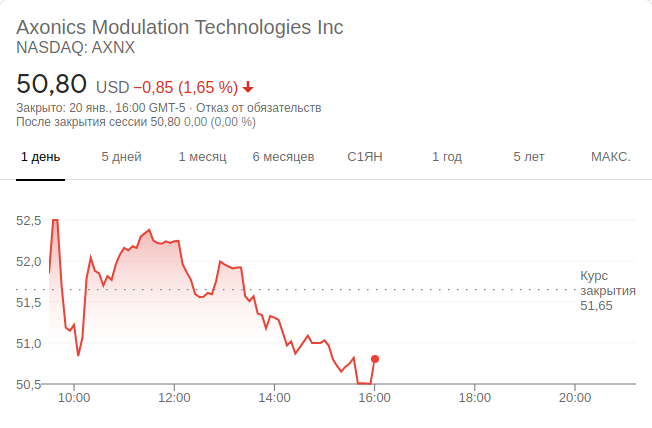 Axonics Modulation Technologies Inc
NASDAQ: AXNX
50,80 USD −0,85 (1,65 %)
Закрыто: 20 янв., 16:00 GMT-5 · Отказ от обязательств
После закрытия сессии 50,80 0,00 (0,00 %)
1 день 5 дней 1 месяц 6 месяцев С1ЯН 1 год 5 лет МАКС.
52,5
52,0
Курс
закрытия
51,65
51,5
51,0
50,5
10:00 12:00 14:00 16:00 18:00 20:00